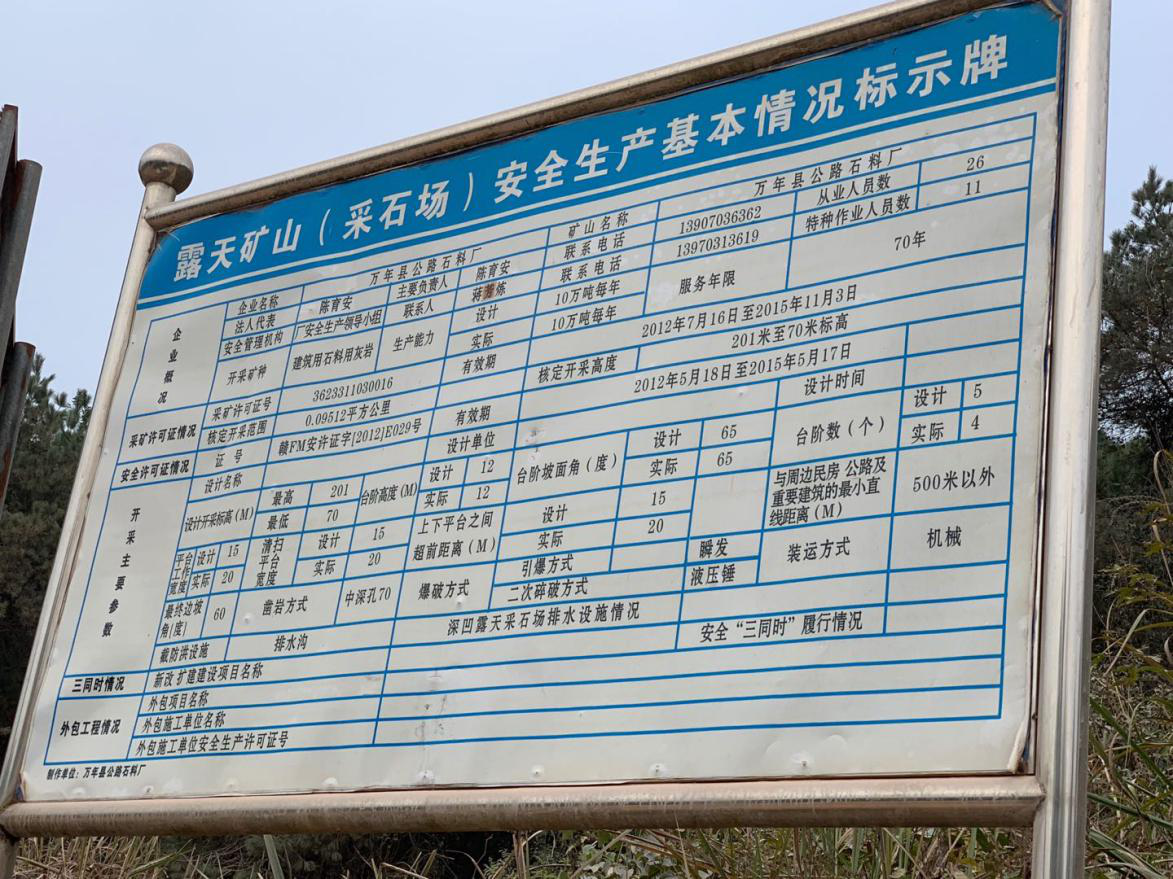 露天矿山（采石场）安全生产基本情况标示牌
企业概况 企业名称 万年县公路石料厂 矿山名称 万年县公路石料厂
法人代表 陈育安 主要负责人 陈育安 联系电话 13907036362 从业人员数 26
安全管理机构 厂安全生产领导小组 联系人 蒋 炼 联系电话 13970313619 特种作业人员数 11
开采矿种 建筑用石料用灰岩 生产能力 设计 10万吨每年 服务年限 70年
实际 10万吨每年
采矿许可证情况 采矿许可证号 3623311030016 有效期 2012年7月16日至2015年11月3日
核定开采范围 0.09512平方公里 核定开采高度 201米至70米标高
安全许可证情况 证号 赣FM安许证字[2012]E029号 有效期 2012年5月18日至2015年5月17日
开采主要参数 设计名称 设计单位 设计时间
设计开采标高(M) 最高 201 台阶高度(M) 设计 12 台阶坡面角(度) 设计 65 台阶数(个) 设计 5
最低 70 实际 12 实际 65 实际 4
平台工作宽度 设计 15 清扫平台宽度 设计 15 上下平台之间超前距离(M) 设计 15 与周边民房 公路及重要建筑的最小直线距离(M) 500米以外
实际 20 实际 20 实际 20
最终边坡角(度) 60 凿岩方式 中深孔70 爆破方式 引爆方式 瞬发 装运方式 机械
二次碎破方式 液压锤
截防洪设施 排水沟 深凹露天采石场排水设施情况
三同时情况 新改扩建建设项目名称 安全“三同时”履行情况
外包工程情况 外包项目名称
外包施工单位名称
外包施工单位安全生产许可证号
制作单位：万年县公路石料厂